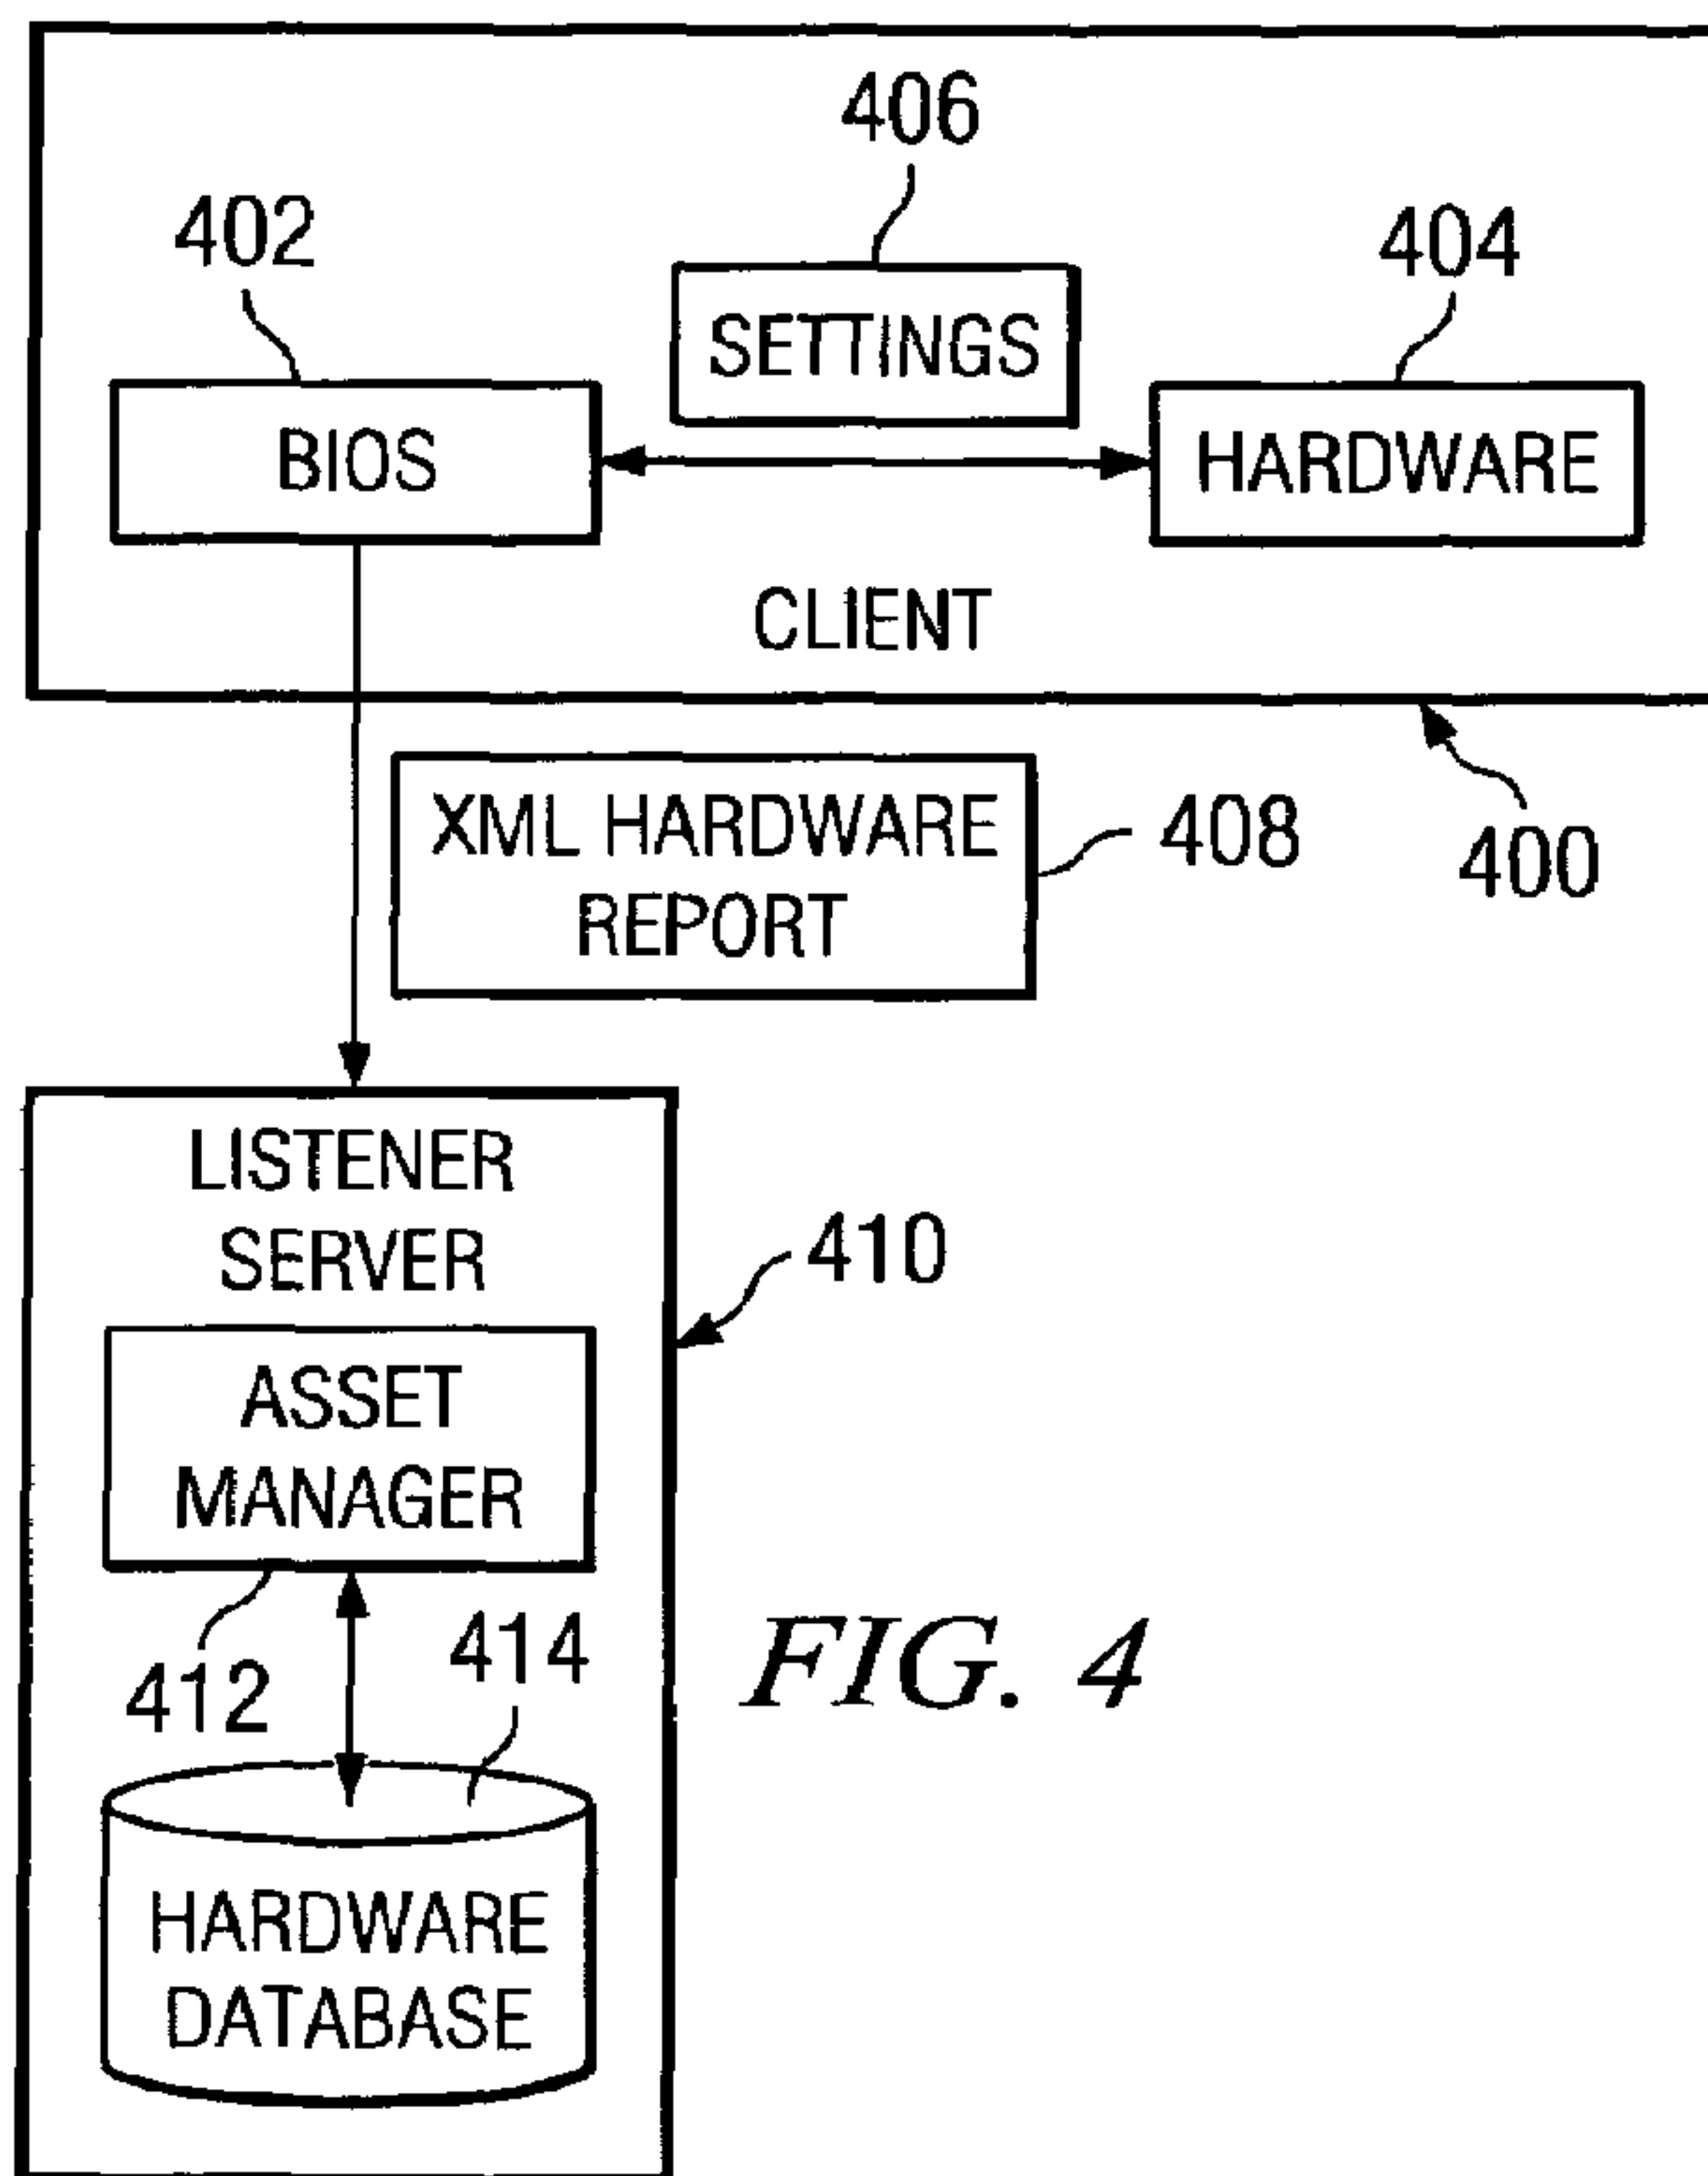 406
402
404
SETTINGS
BIOS
HARDWARE
CLIENT
XML HARDWARE
REPORT
408
400
LISTENER
SERVER
410
ASSET
MANAGER
412
414
FIG. 4
HARDWARE
DATABASE